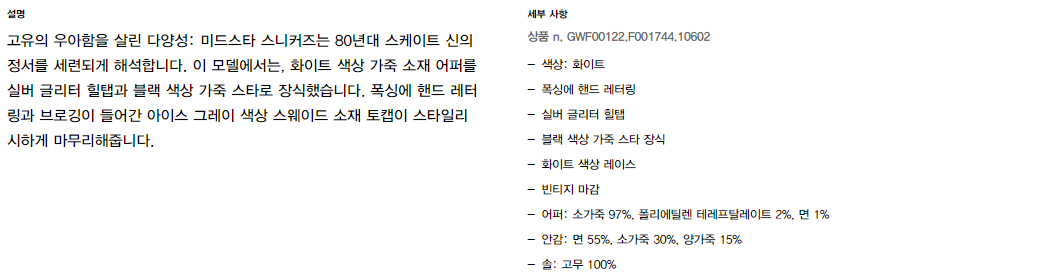 설명
고유의 우아함을 살린 다양성: 미드스타 스니커즈는 80년대 스케이트 신의
정서를 세련되게 해석합니다. 이 모델에서는, 화이트 색상 가죽 소재 어퍼를
실버 글리터 힐탭과 블랙 색상 가죽 스타로 장식했습니다. 폭싱에 핸드 레터
링과 브로깅이 들어간 아이스 그레이 색상 스웨이드 소재 토캡이 스타일리
시하게 마무리해줍니다.
세부 사항
상품 n. GWF00122.F001744.10602
– 색상: 화이트
– 폭싱에 핸드 레터링
– 실버 글리터 힐탭
– 블랙 색상 가죽 스타 장식
– 화이트 색상 레이스
– 빈티지 마감
– 어퍼: 소가죽 97%, 폴리에틸렌 테레프탈레이트 2%, 면 1%
– 안감: 면 55%, 소가죽 30%, 양가죽 15%
– 솔: 고무 100%